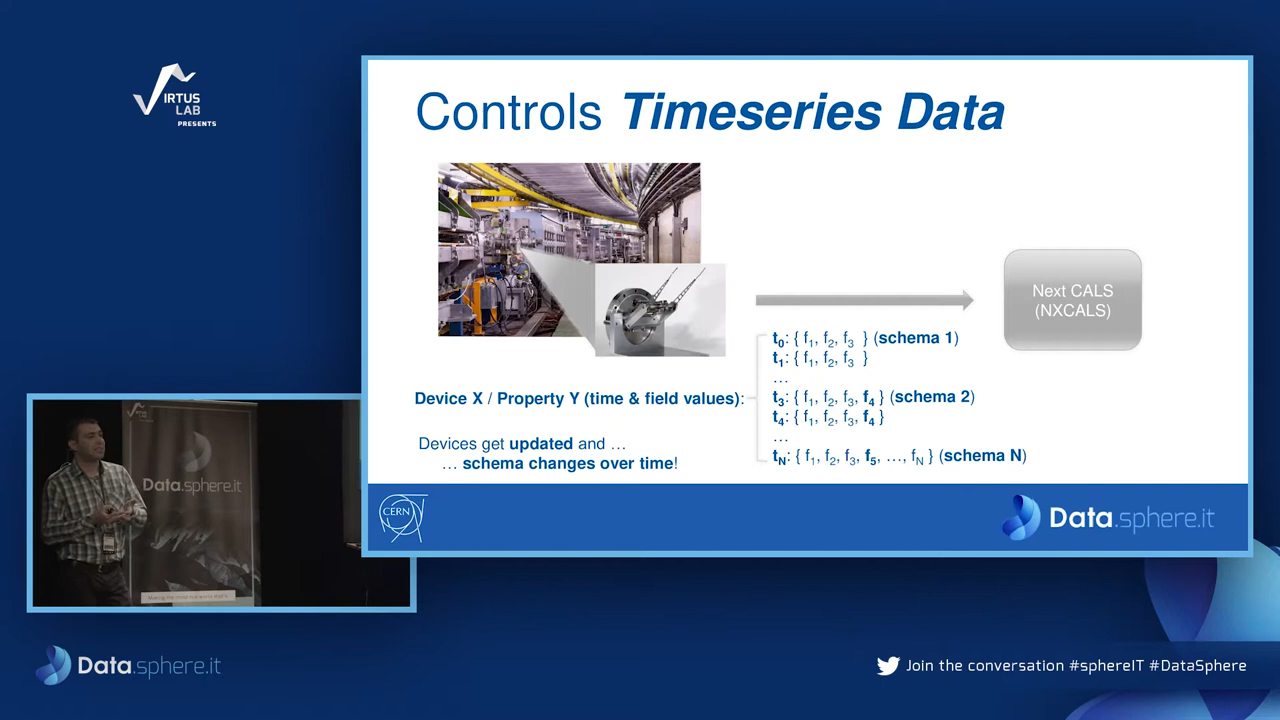 VIRTUS
LAB
PRESENTS
Controls Timeseries Data
Next CALS
(NXCALS)
t0: { f1, f2, f3 } (schema 1)
t1: { f1, f2, f3 }
…
t3: { f1, f2, f3, f4 } (schema 2)
t4: { f1, f2, f3, f4 }
…
tN: { f1, f2, f3, f5, …, fN } (schema N)
Device X / Property Y (time & field values):
Devices get updated and …
… schema changes over time!
CERN
Data.sphere.it
Data.sphere.it
Data.sphere.it
Join the conversation #sphereIT #DataSphere